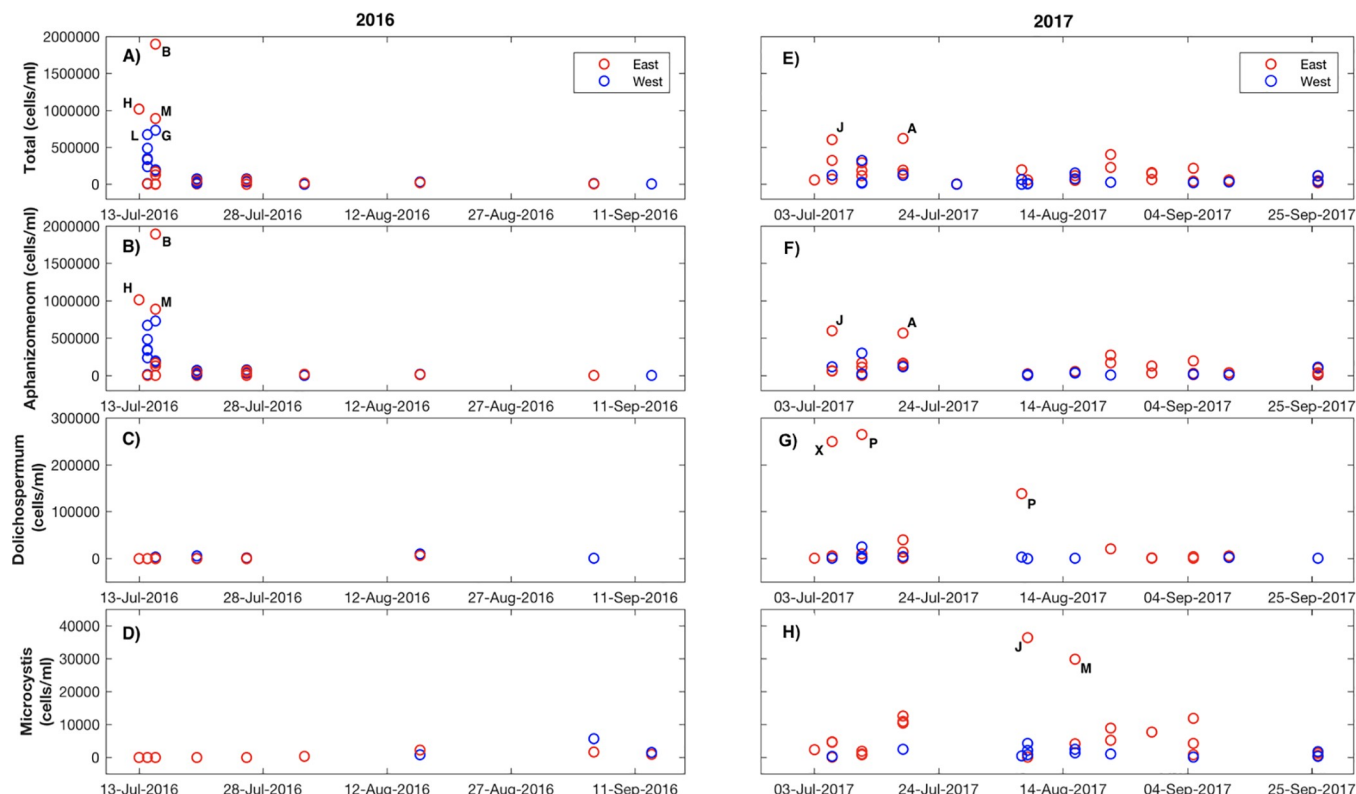 2016
2017
A)
B
H
M
L
G
East
West
Total (cells/ml)
2000000
1500000
1000000
500000
0
13-Jul-2016 28-Jul-2016 12-Aug-2016 27-Aug-2016 11-Sep-2016
E)
J
A
East
West
03-Jul-2017 24-Jul-2017 14-Aug-2017 04-Sep-2017 25-Sep-2017
B)
B
H
M
Aphanizomenom (cells/ml)
2000000
1500000
1000000
500000
0
13-Jul-2016 28-Jul-2016 12-Aug-2016 27-Aug-2016 11-Sep-2016
F)
J
A
03-Jul-2017 24-Jul-2017 14-Aug-2017 04-Sep-2017 25-Sep-2017
C)
Dolichospermum
(cells/ml)
300000
200000
100000
0
13-Jul-2016 28-Jul-2016 12-Aug-2016 27-Aug-2016 11-Sep-2016
G)
X
P
P
03-Jul-2017 24-Jul-2017 14-Aug-2017 04-Sep-2017 25-Sep-2017
D)
Microcystis
(cells/ml)
40000
30000
20000
10000
0
13-Jul-2016 28-Jul-2016 12-Aug-2016 27-Aug-2016 11-Sep-2016
H)
J
M
03-Jul-2017 24-Jul-2017 14-Aug-2017 04-Sep-2017 25-Sep-2017